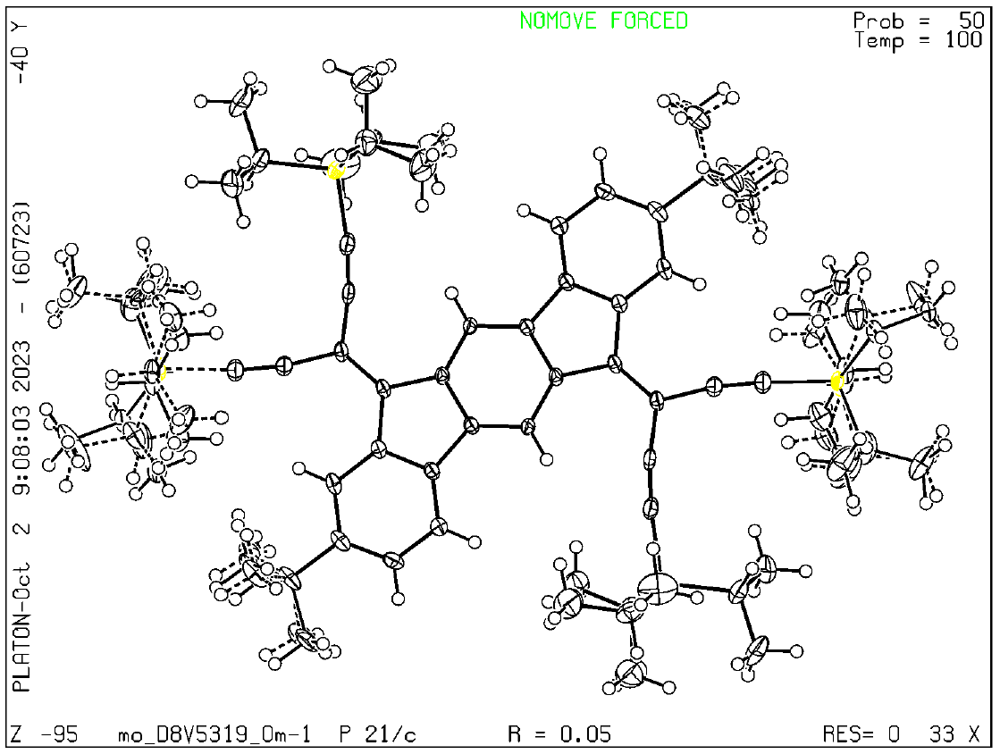 NOMOVE FORCED
Prob = 50
Temp = 100
PLATON-Oct 2 9:08:03 2023 - (60723) -40 Y
Z -95 mo_D8V5319_0m-1 P 21/c R = 0.05 RES= 0 33 X